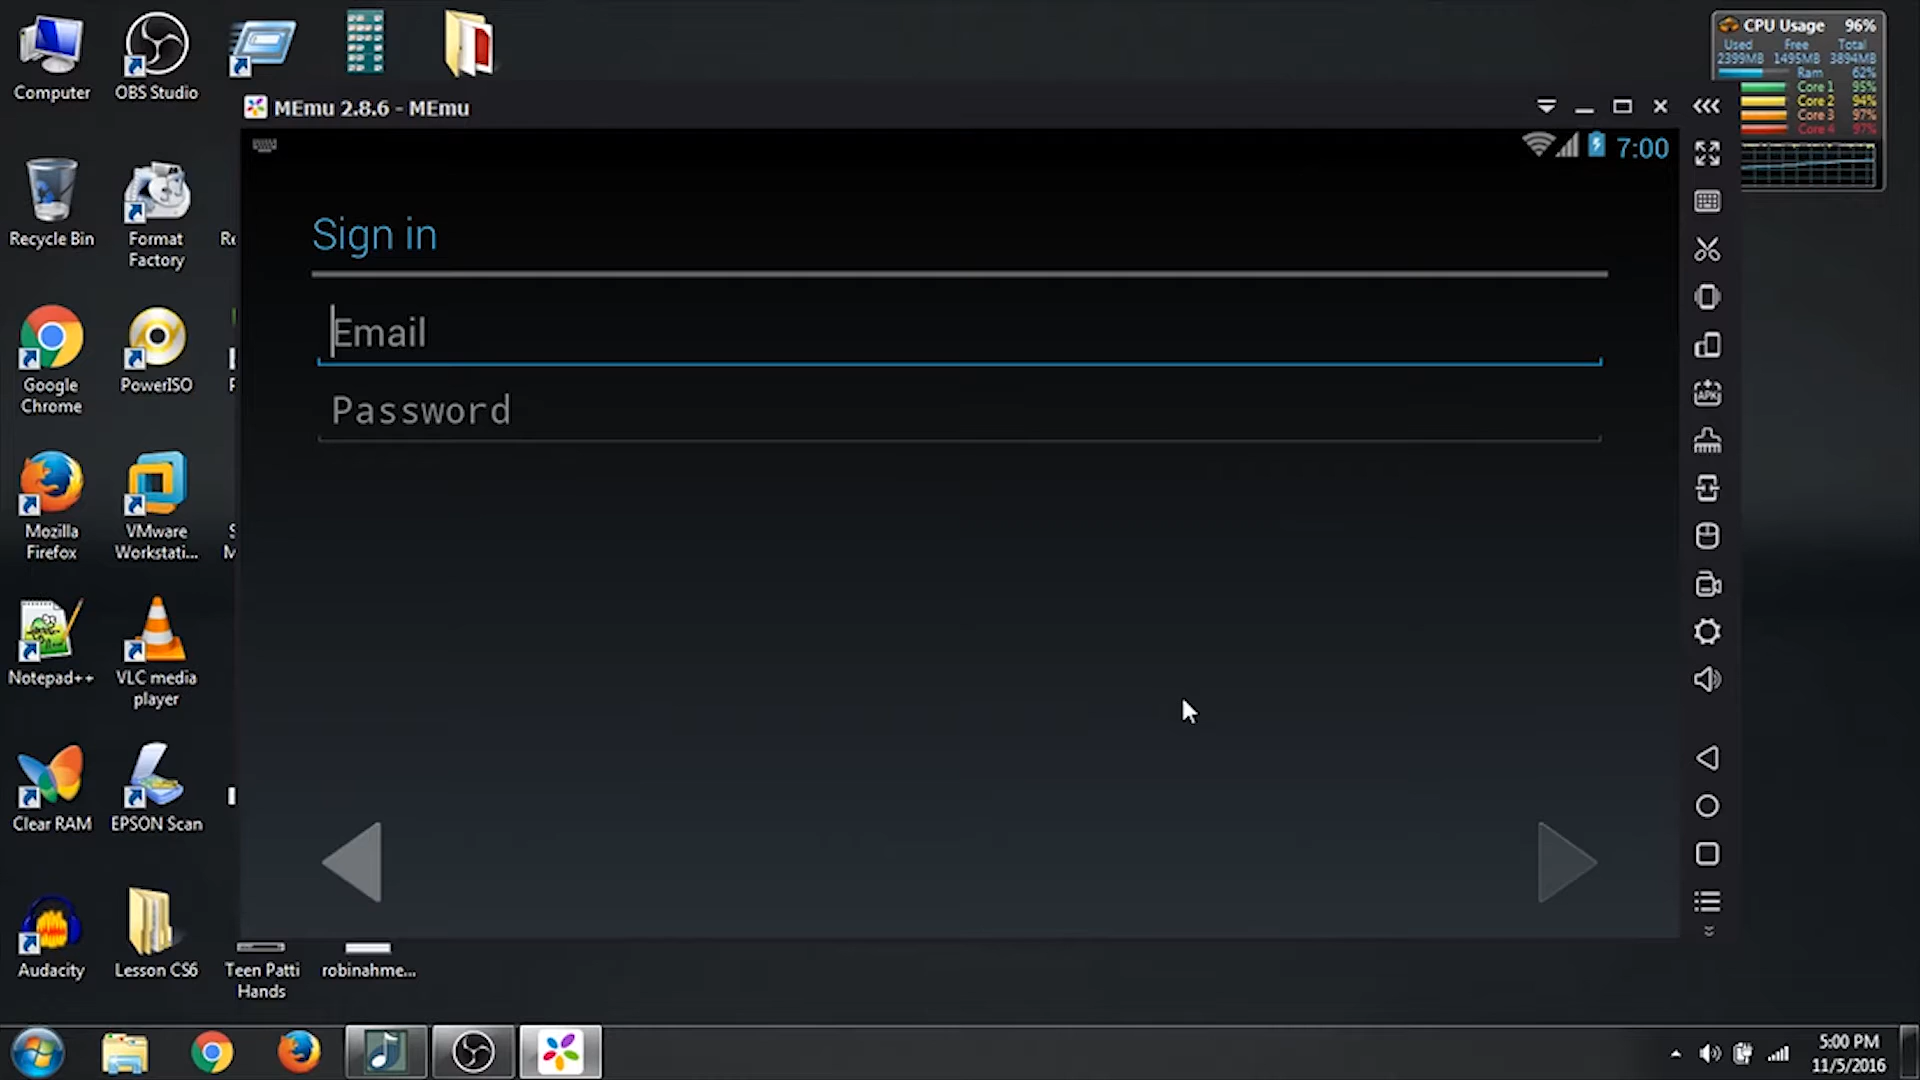 Computer
OBS Studio
Recycle Bin
Format
Factory
Google
Chrome
PowerISO
Mozilla
Firefox
VMware
Workstati...
Notepad++
VLC media
player
Clear RAM
EPSON Scan
Audacity
Lesson CS6
Teen Patti
Hands
robinahme...
MEmu 2.8.6 - MEmu
7:00
Sign in
Email
Password
APK
CPU Usage 96%
Used Free Total
2399MB 1495MB 3894MB
Ram 62%
Core 1 95%
Core 2 94%
Core 3 97%
Core 4 97%
5:00 PM
11/5/2016